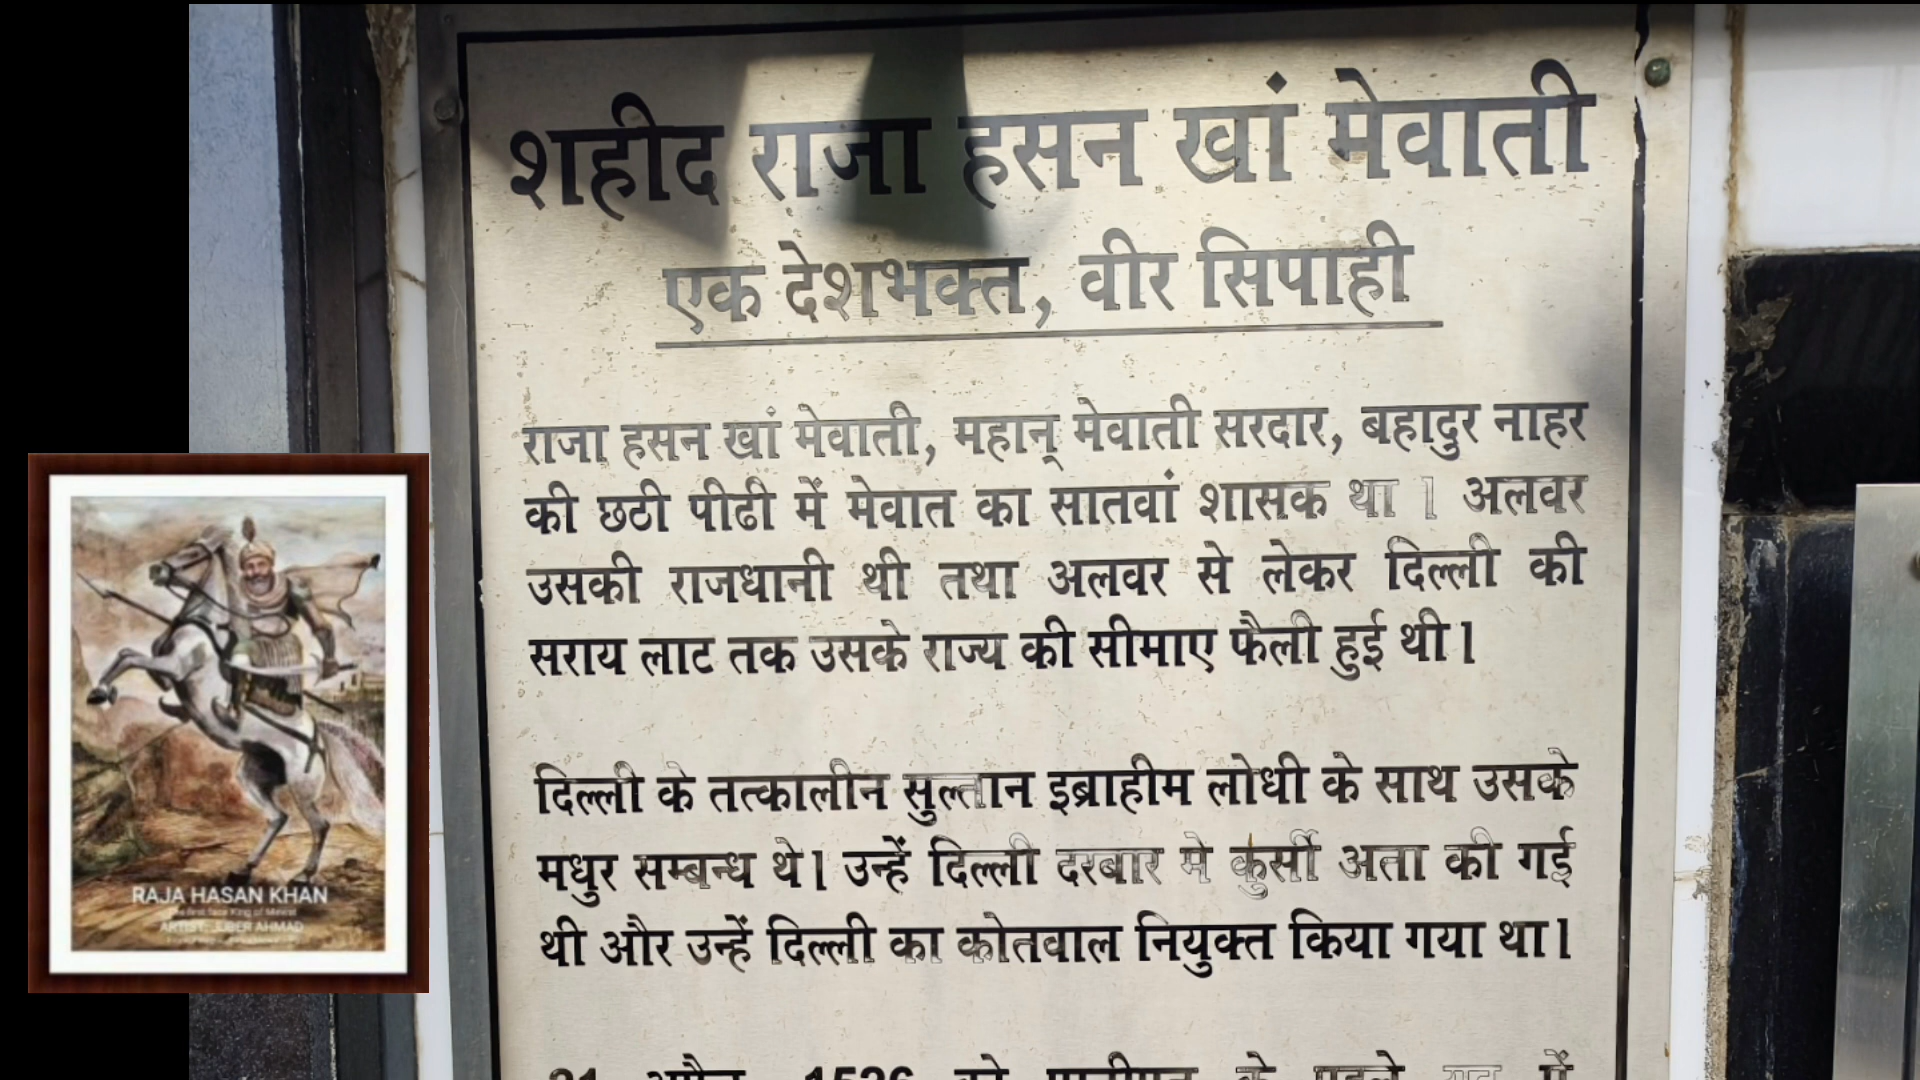 शहीद राजा हसन खां मेवाती
एक देशभक्त, वीर सिपाही
राजा हसन खां मेवाती, महान् मेवाती सरदार, बहादुर नाहर
की छठी पीढी में मेवात का सातवां शासक था |  अलवर
उसकी राजधानी थी तथा अलवर से लेकर दिल्ली की
सराय लाट तक उसके राज्य की सीमाए फैली हुई थी।
दिल्ली के तत्कालीन सुल्तान इब्राहीम लोधी के साथ उसके
मधुर सम्बन्ध थे। उन्हें दिल्ली दरबार मे कुर्सी अता की गई
थी और उन्हें दिल्ली का कोतवाल नियुक्त किया गया था।
RAJA HASAN KHAN
ARTIST: JUBER AHMAD